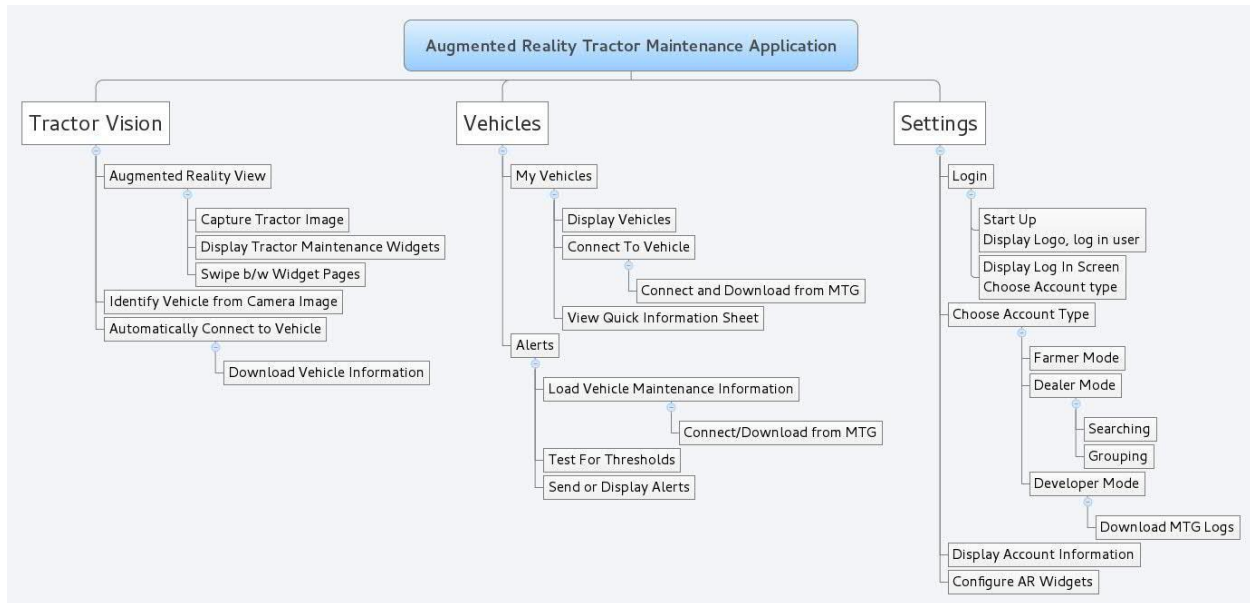 Augmented Reality Tractor Maintenance Application
Tractor Vision
Augmented Reality View
Capture Tractor Image
Display Tractor Maintenance Widgets
Swipe b/w Widget Pages
Identify Vehicle from Camera Image
Automatically Connect to Vehicle
Download Vehicle Information
Vehicles
My Vehicles
Display Vehicles
Connect To Vehicle
Connect and Download from MTG
View Quick Information Sheet
Alerts
Load Vehicle Maintenance Information
Connect/Download from MTG
Test For Thresholds
Send or Display Alerts
Settings
Login
Start Up
Display Logo, log in user
Display Log In Screen
Choose Account type
Choose Account Type
Farmer Mode
Dealer Mode
Searching
Grouping
Developer Mode
Download MTG Logs
Display Account Information
Configure AR Widgets